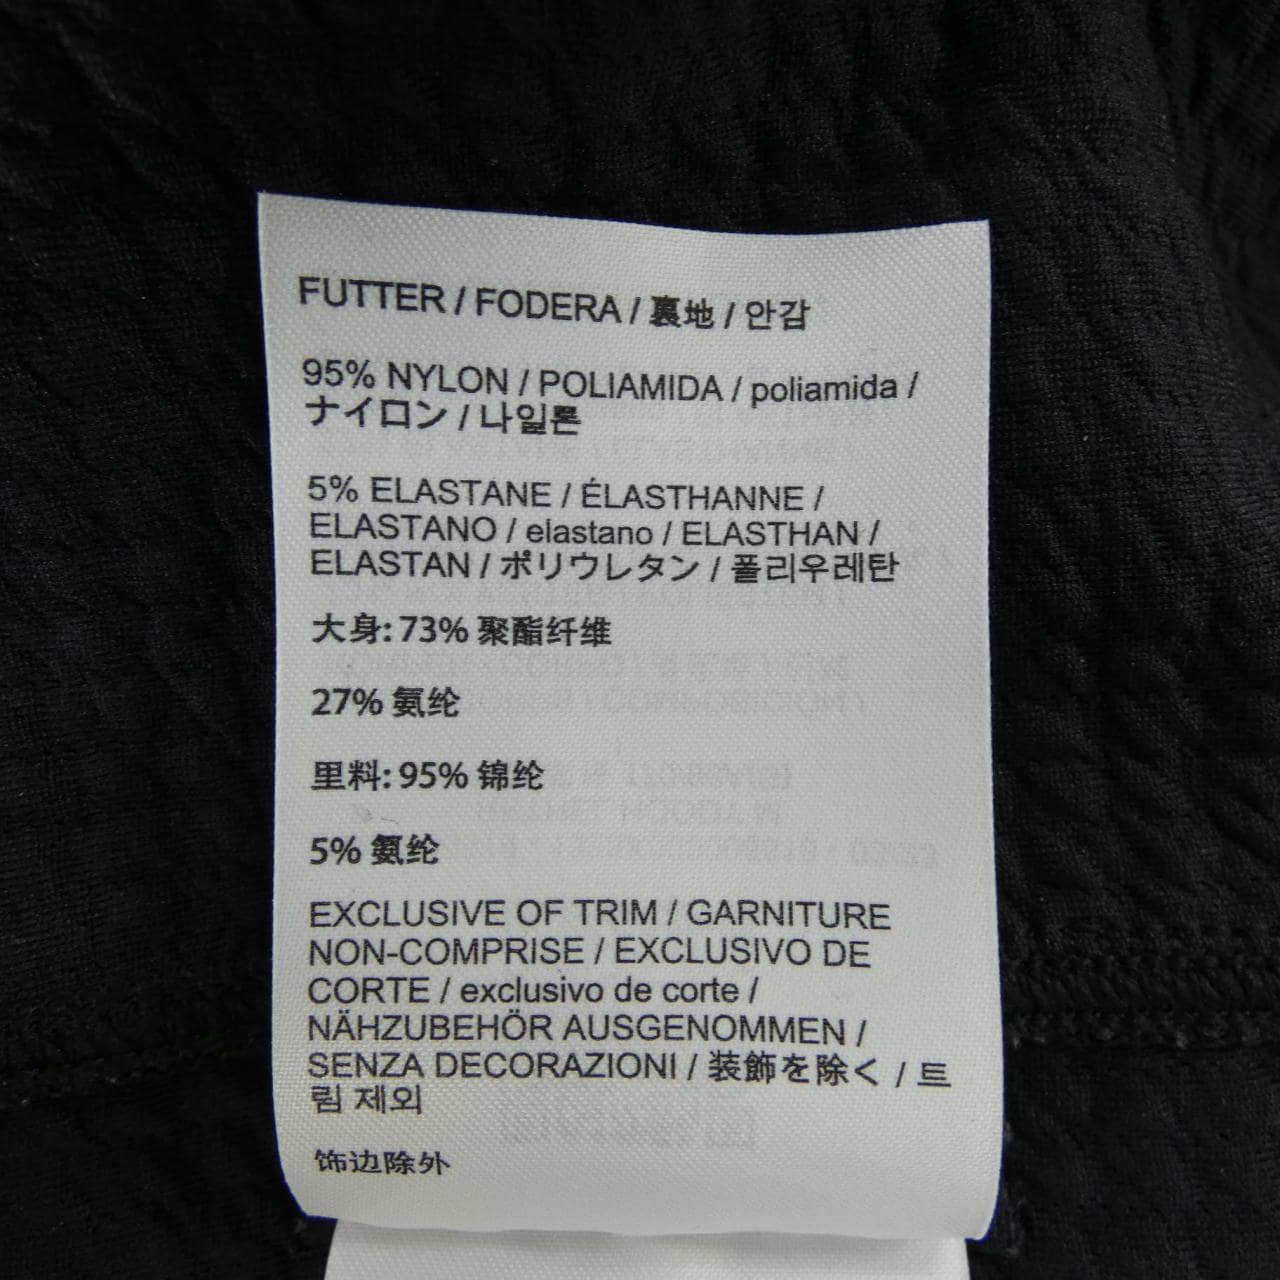 FUTTER / FODERA / 裏地 / 안감
95% NYLON / POLIAMIDA / poliamida /
ナイロン / 나일론
5% ELASTANE / ÉLASTHANNE /
ELASTANO / elastano / ELASTHAN /
ELASTAN / ポリウレタン / 폴리우레탄
大身: 73% 聚酯纤维
27% 氨纶
里料: 95% 锦纶
5% 氨纶
EXCLUSIVE OF TRIM / GARNITURE
NON-COMPRISE / EXCLUSIVO DE
CORTE / exclusivo de corte /
NÄHZUBEHÖR AUSGENOMMEN /
SENZA DECORAZIONI / 装飾を除く / 트
림 제외
饰边除外